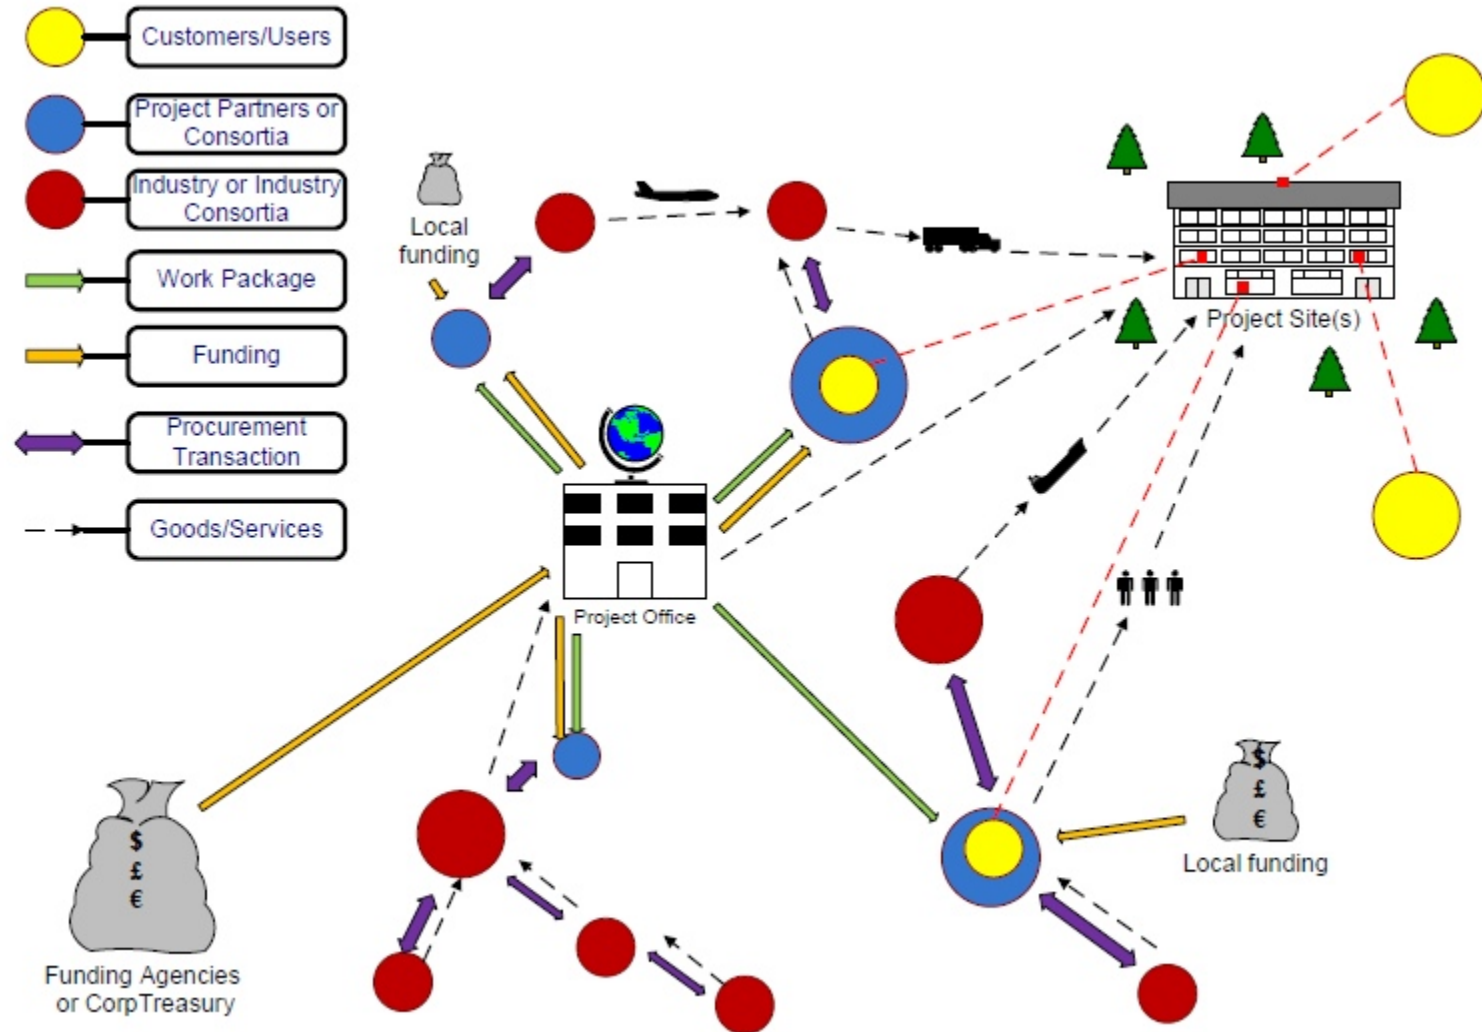 Customers/Users
Project Partners or
Consortia
Industry or Industry
Consortia
Work Package
Funding
Procurement
Transaction
Goods/Services
Local
funding
Project Site(s)
Project Office
$
£
€
Funding Agencies
or CorpTreasury
$
£
€
Local funding